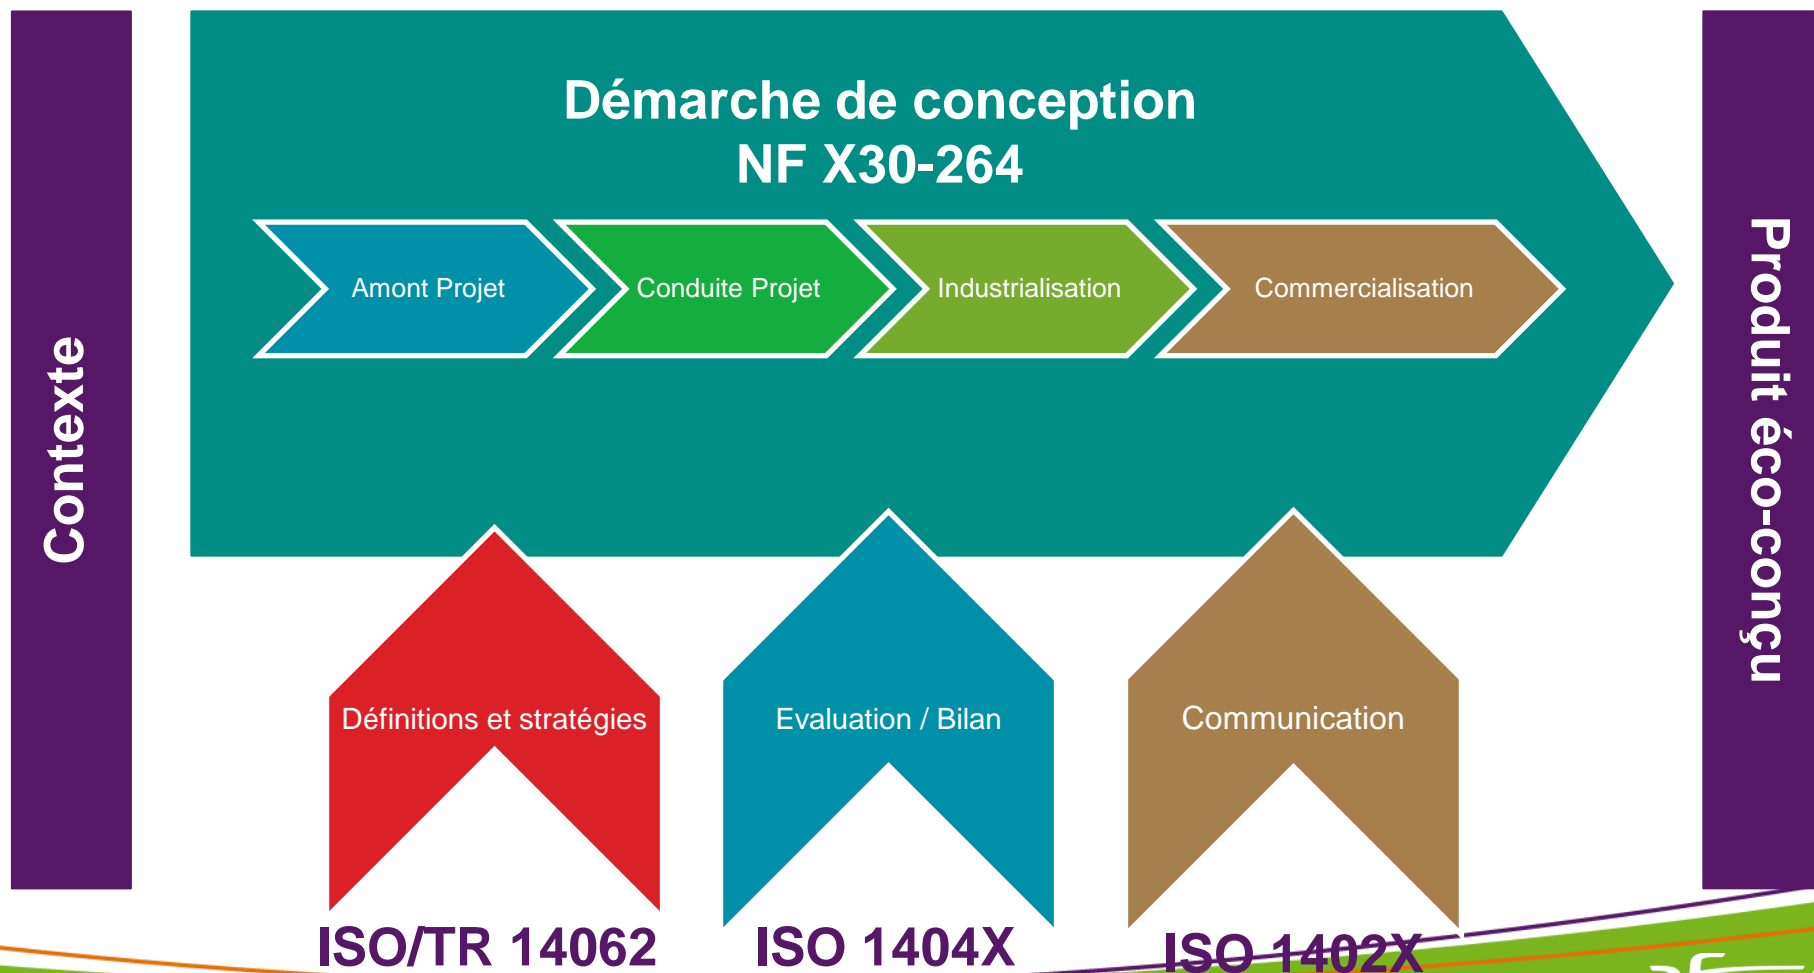 Contexte
Démarche de conception
NF X30-264
Amont Projet
Conduite Projet
Industrialisation
Commercialisation
Produit éco-conçu
Définitions et stratégies
Evaluation / Bilan
Communication
ISO/TR 14062
ISO 1404X
ISO 1402X